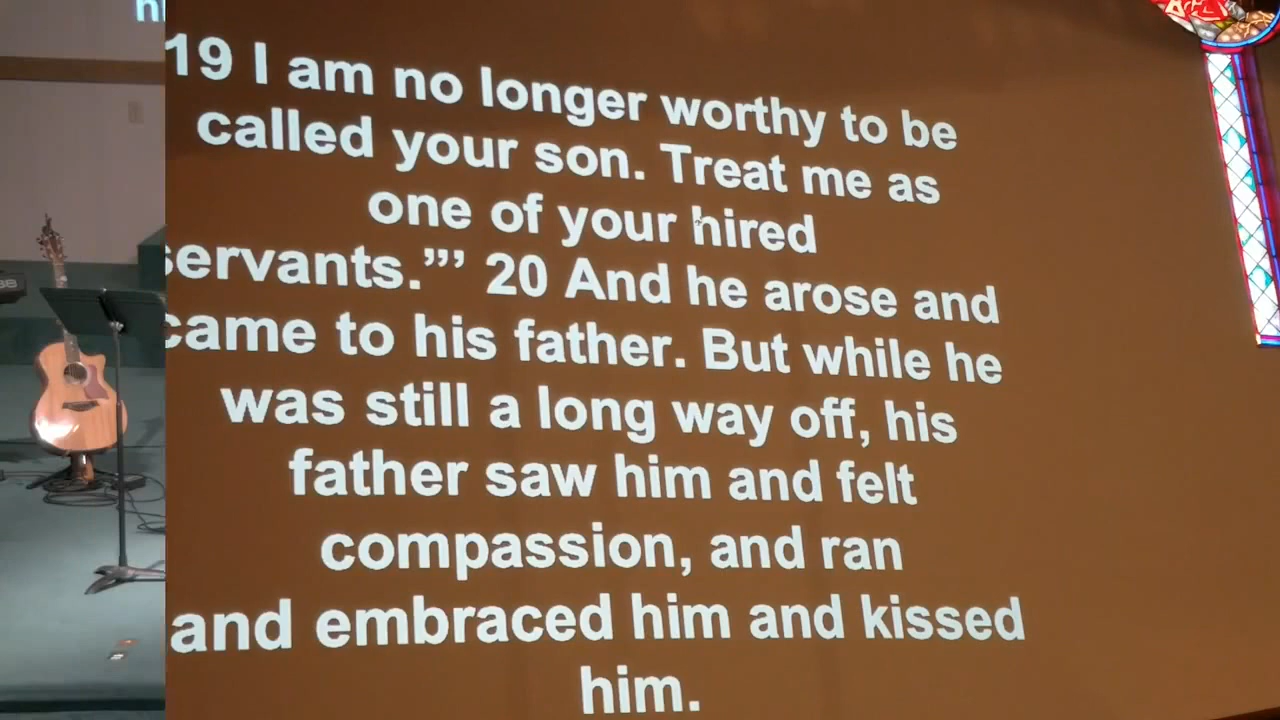 19 I am no longer worthy to be
called your son. Treat me as
one of your hired
servants.”’ 20 And he arose and
came to his father. But while he
was still a long way off, his
father saw him and felt
compassion, and ran
and embraced him and kissed
him.